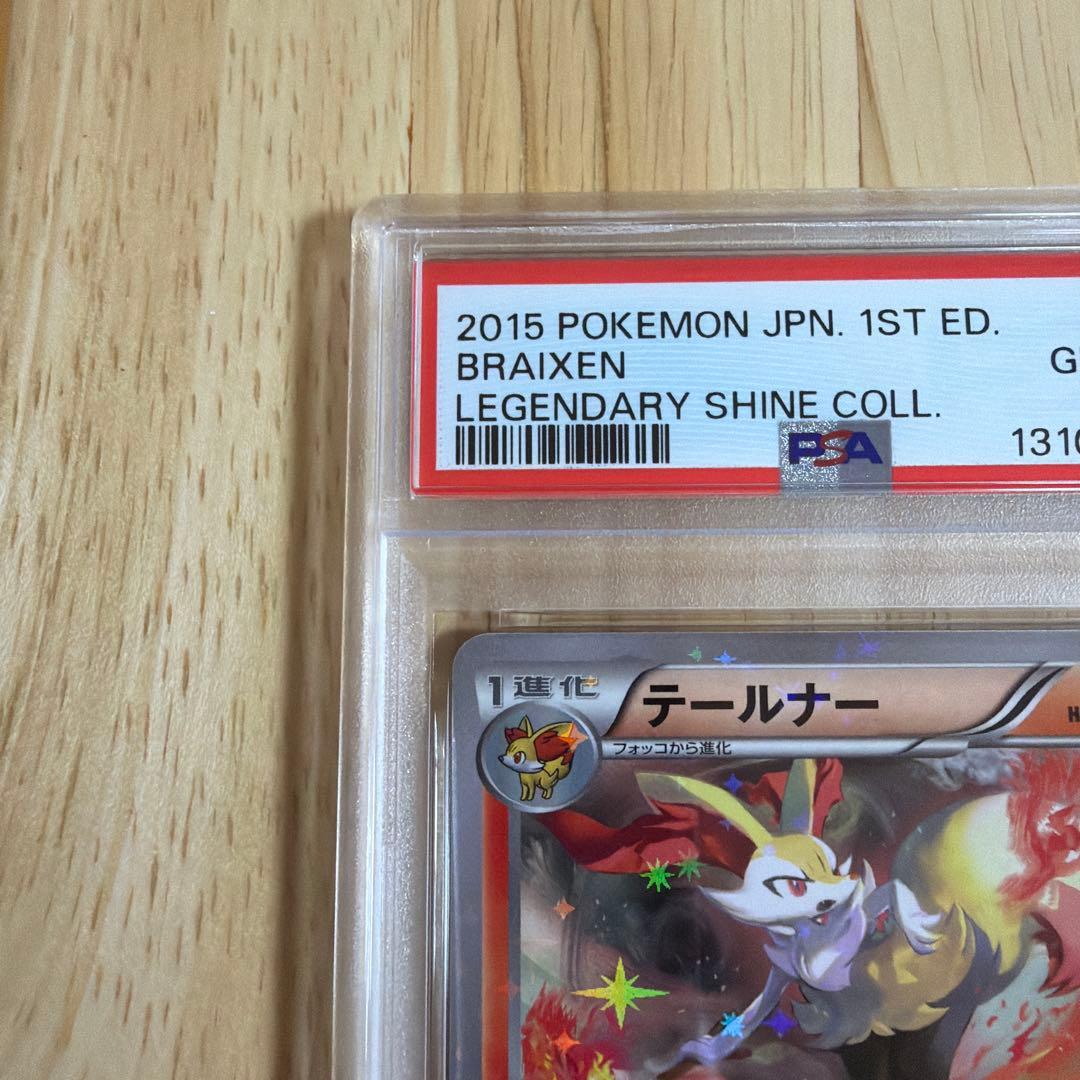 2015 POKEMON JPN. 1ST ED.
BRAIXEN
LEGENDARY SHINE COLL.
PSA
1進化
テールナー
フォッコから進化